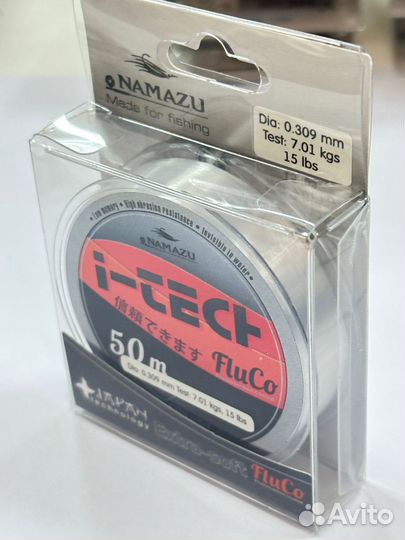 NAMAZU
Made for fishing
Dia: 0.309 mm
Test: 7.01 kgs
15 lbs
Low memory • High abrasion resistance • Invisible in water
NAMAZU
i-TECH
信頼できます
50 m FluCo
Dia: 0.309 mm Test: 7.01 kgs, 15 lbs
JAPAN
technology
Extra-soft FluCo
Avito